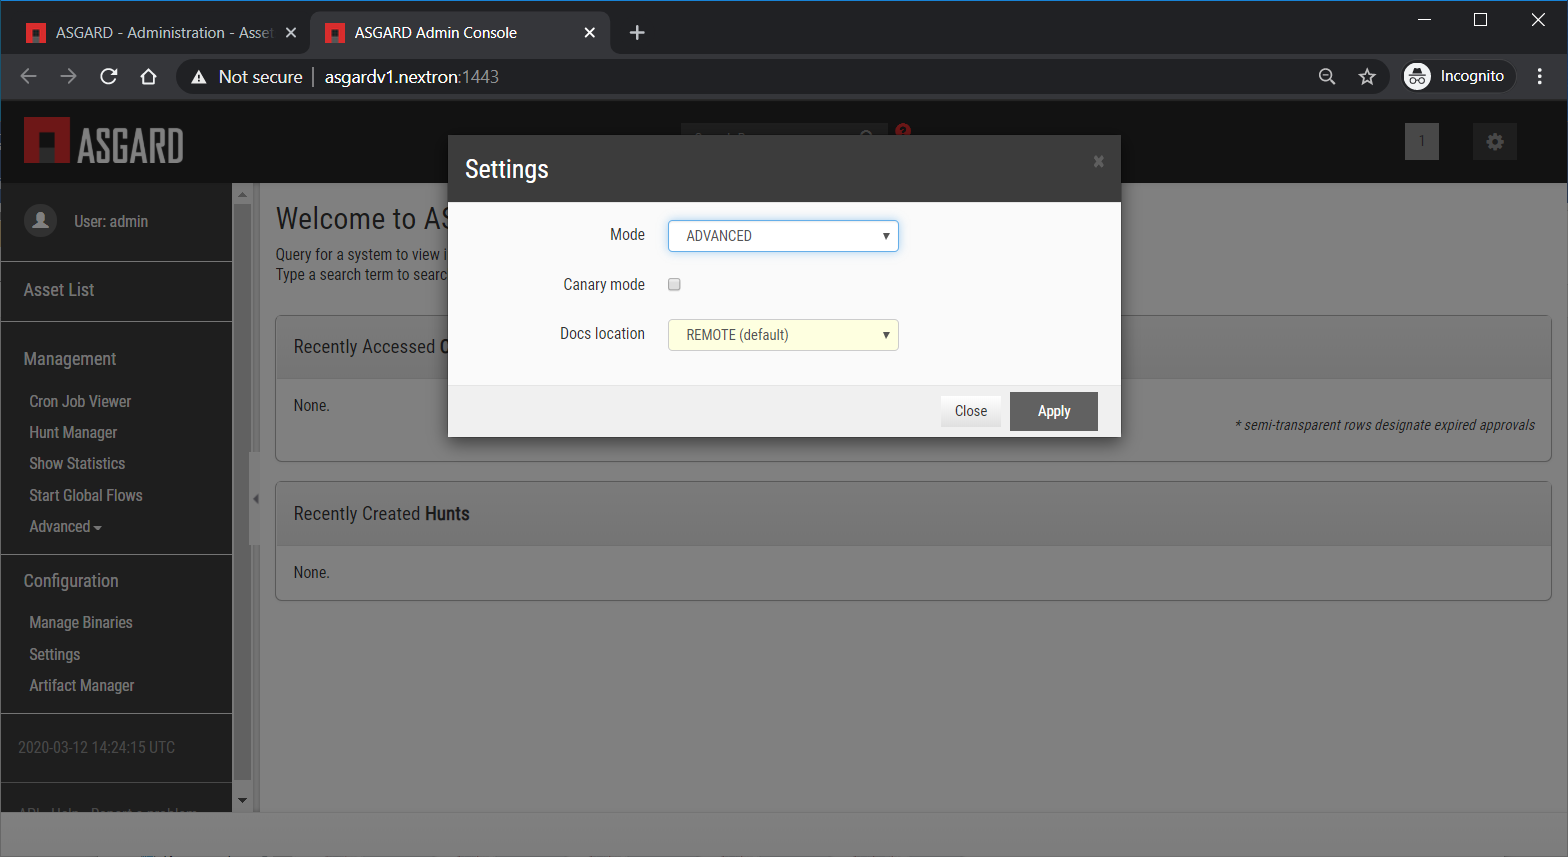 ASGARD - Administration - Asset
ASGARD Admin Console
Not secure
asgardv1.nextron:1443
Incognito
ASGARD
1
Settings
Mode
ADVANCED
Canary mode
Docs location
REMOTE (default)
Close
Apply
User: admin
Asset List
Management
Cron Job Viewer
Hunt Manager
Show Statistics
Start Global Flows
Advanced
Configuration
Manage Binaries
Settings
Artifact Manager
2020-03-12 14:24:15 UTC
Welcome to AS
Query for a system to view i
Type a search term to searc
Recently Accessed C
None.
* semi-transparent rows designate expired approvals
Recently Created Hunts
None.